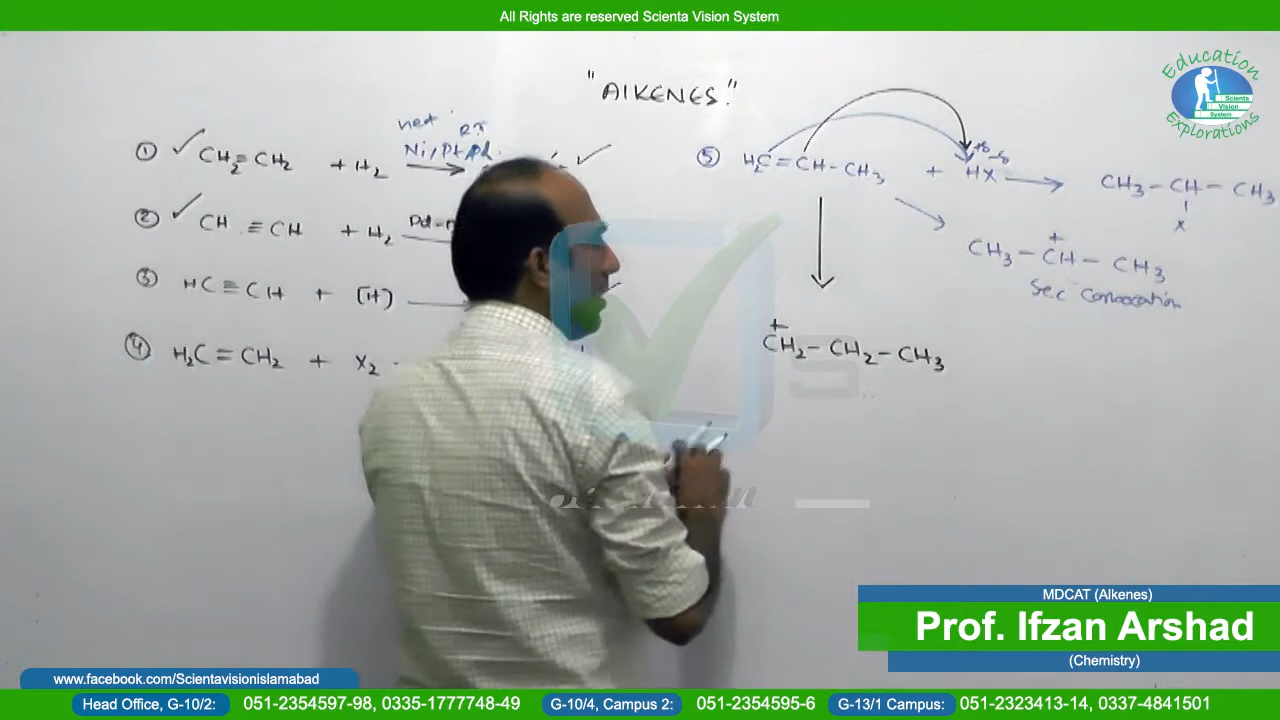 All Rights are reserved Scienta Vision System
Education
Scienta
Vision
System
Explorations
"AlKENES"
① CH₂=CH₂ + H₂
Ni/Pt/Pd
② CH≡CH + H₂
③ HC≡CH + [H]
④ H₂C=CH₂ + X₂
⑤ H₂C=CH-CH₃ + HX → CH₃-CH-CH₃
+δ -δ
X
CH₃-CH-CH₃
+
Sec
+
CH₂-CH₂-CH₃
MDCAT (Alkenes)
Prof. Ifzan Arshad
(Chemistry)
www.facebook.com/Scientavisionislamabad
Head Office, G-10/2: 051-2354597-98, 0335-1777748-49 G-10/4, Campus 2: 051-2354595-6 G-13/1 Campus: 051-2323413-14, 0337-4841501